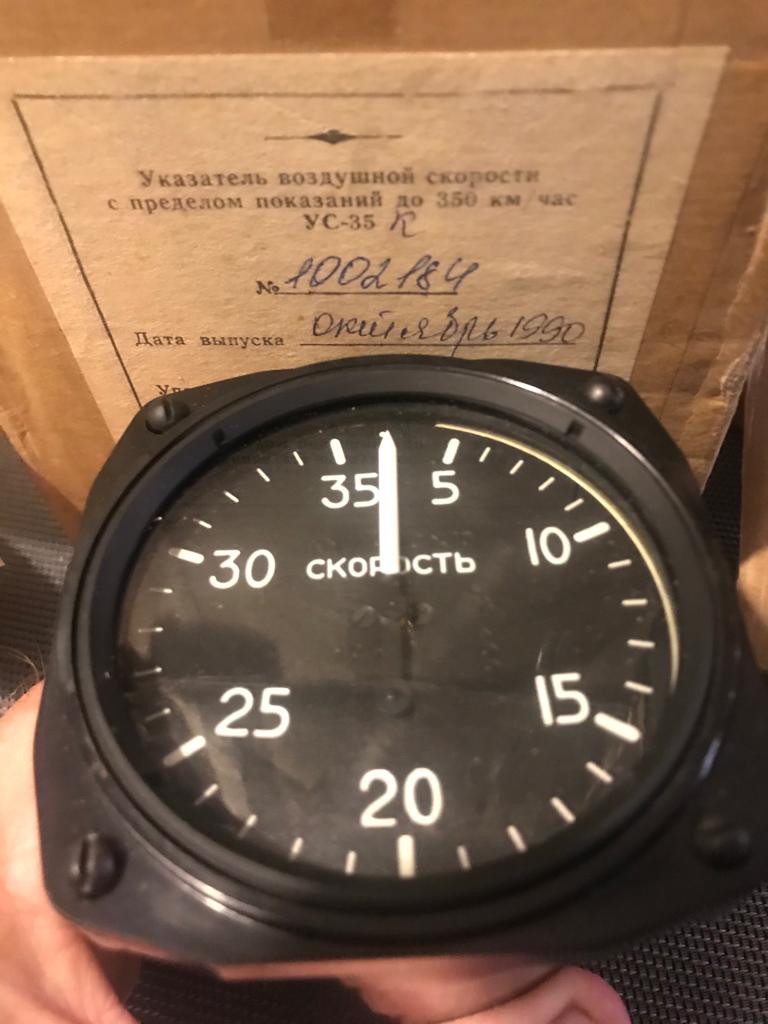 Указатель воздушной скорости
с пределом показаний до 350 км/час
УС-35 К
№ 1002184
Дата выпуска октябрь 1990
35 5
30 СКОРОСТЬ 10
25 15
20